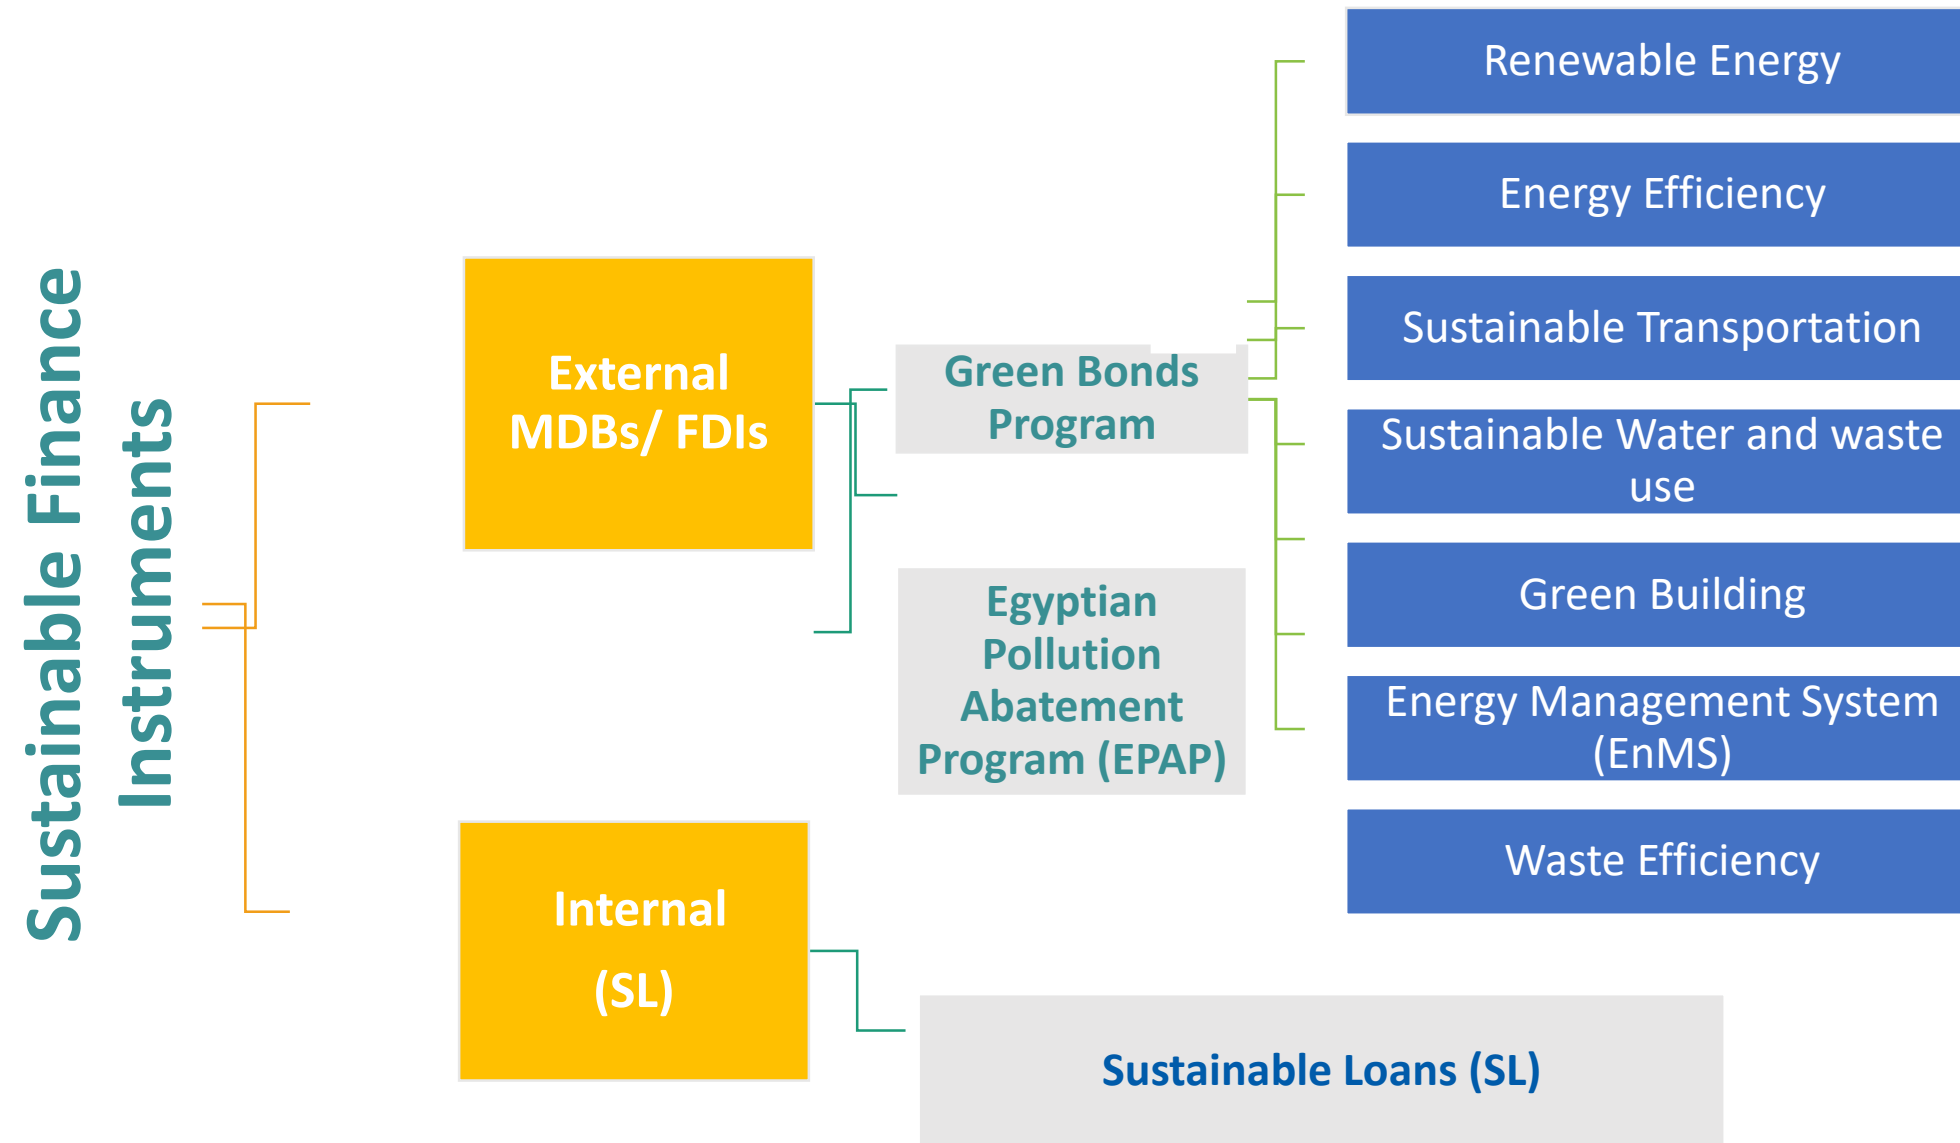 Sustainable Finance
Instruments
External
MDBs/ FDIs
Internal
(SL)
Green Bonds
Program
Egyptian
Pollution
Abatement
Program (EPAP)
Sustainable Loans (SL)
Renewable Energy
Energy Efficiency
Sustainable Transportation
Sustainable Water and waste
use
Green Building
Energy Management System
(EnMS)
Waste Efficiency